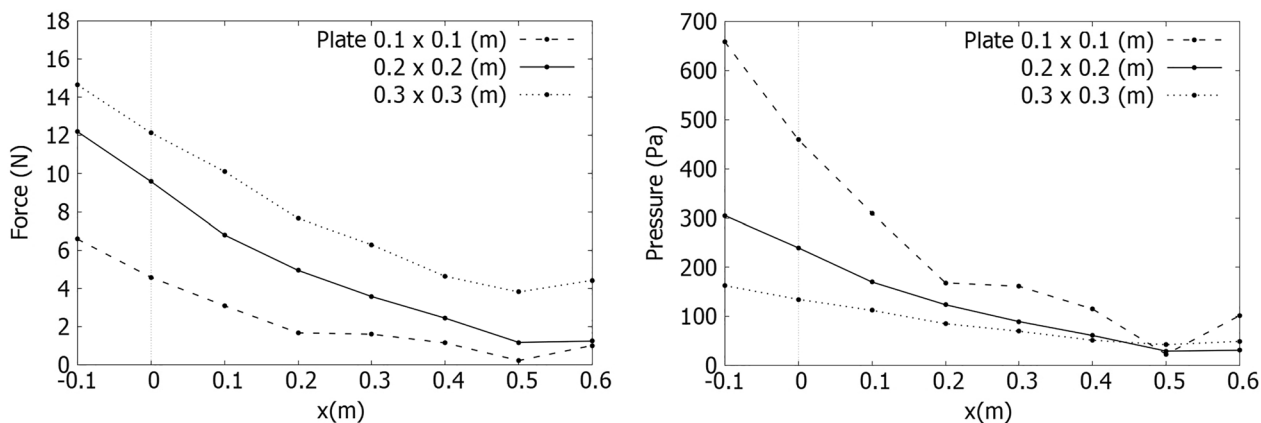 18
16
14
12
10
8
6
4
2
0
Force (N)
Plate 0.1 x 0.1 (m)
0.2 x 0.2 (m)
0.3 x 0.3 (m)
-0.1 0 0.1 0.2 0.3 0.4 0.5 0.6
x(m)
700
600
500
400
300
200
100
0
Pressure (Pa)
Plate 0.1 x 0.1 (m)
0.2 x 0.2 (m)
0.3 x 0.3 (m)
-0.1 0 0.1 0.2 0.3 0.4 0.5 0.6
x(m)